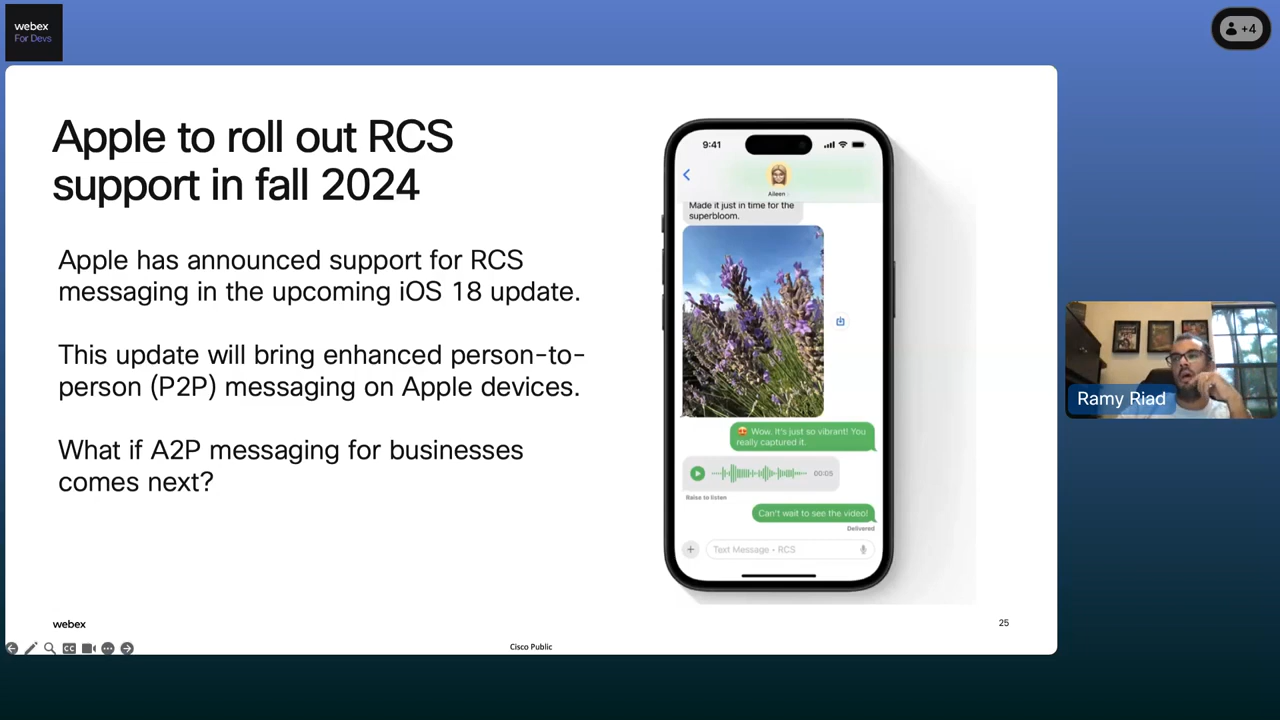 webex
For Devs
+4
Apple to roll out RCS
support in fall 2024
Apple has announced support for RCS
messaging in the upcoming iOS 18 update.
This update will bring enhanced person-to-
person (P2P) messaging on Apple devices.
What if A2P messaging for businesses
comes next?
9:41
Aileen
Made it just in time for the
superbloom.
😍 Wow. It's just so vibrant! You
really captured it.
00:05
Raise to listen
Can't wait to see the video!
Delivered
Text Message • RCS
Ramy Riad
webex
25
CC
Cisco Public